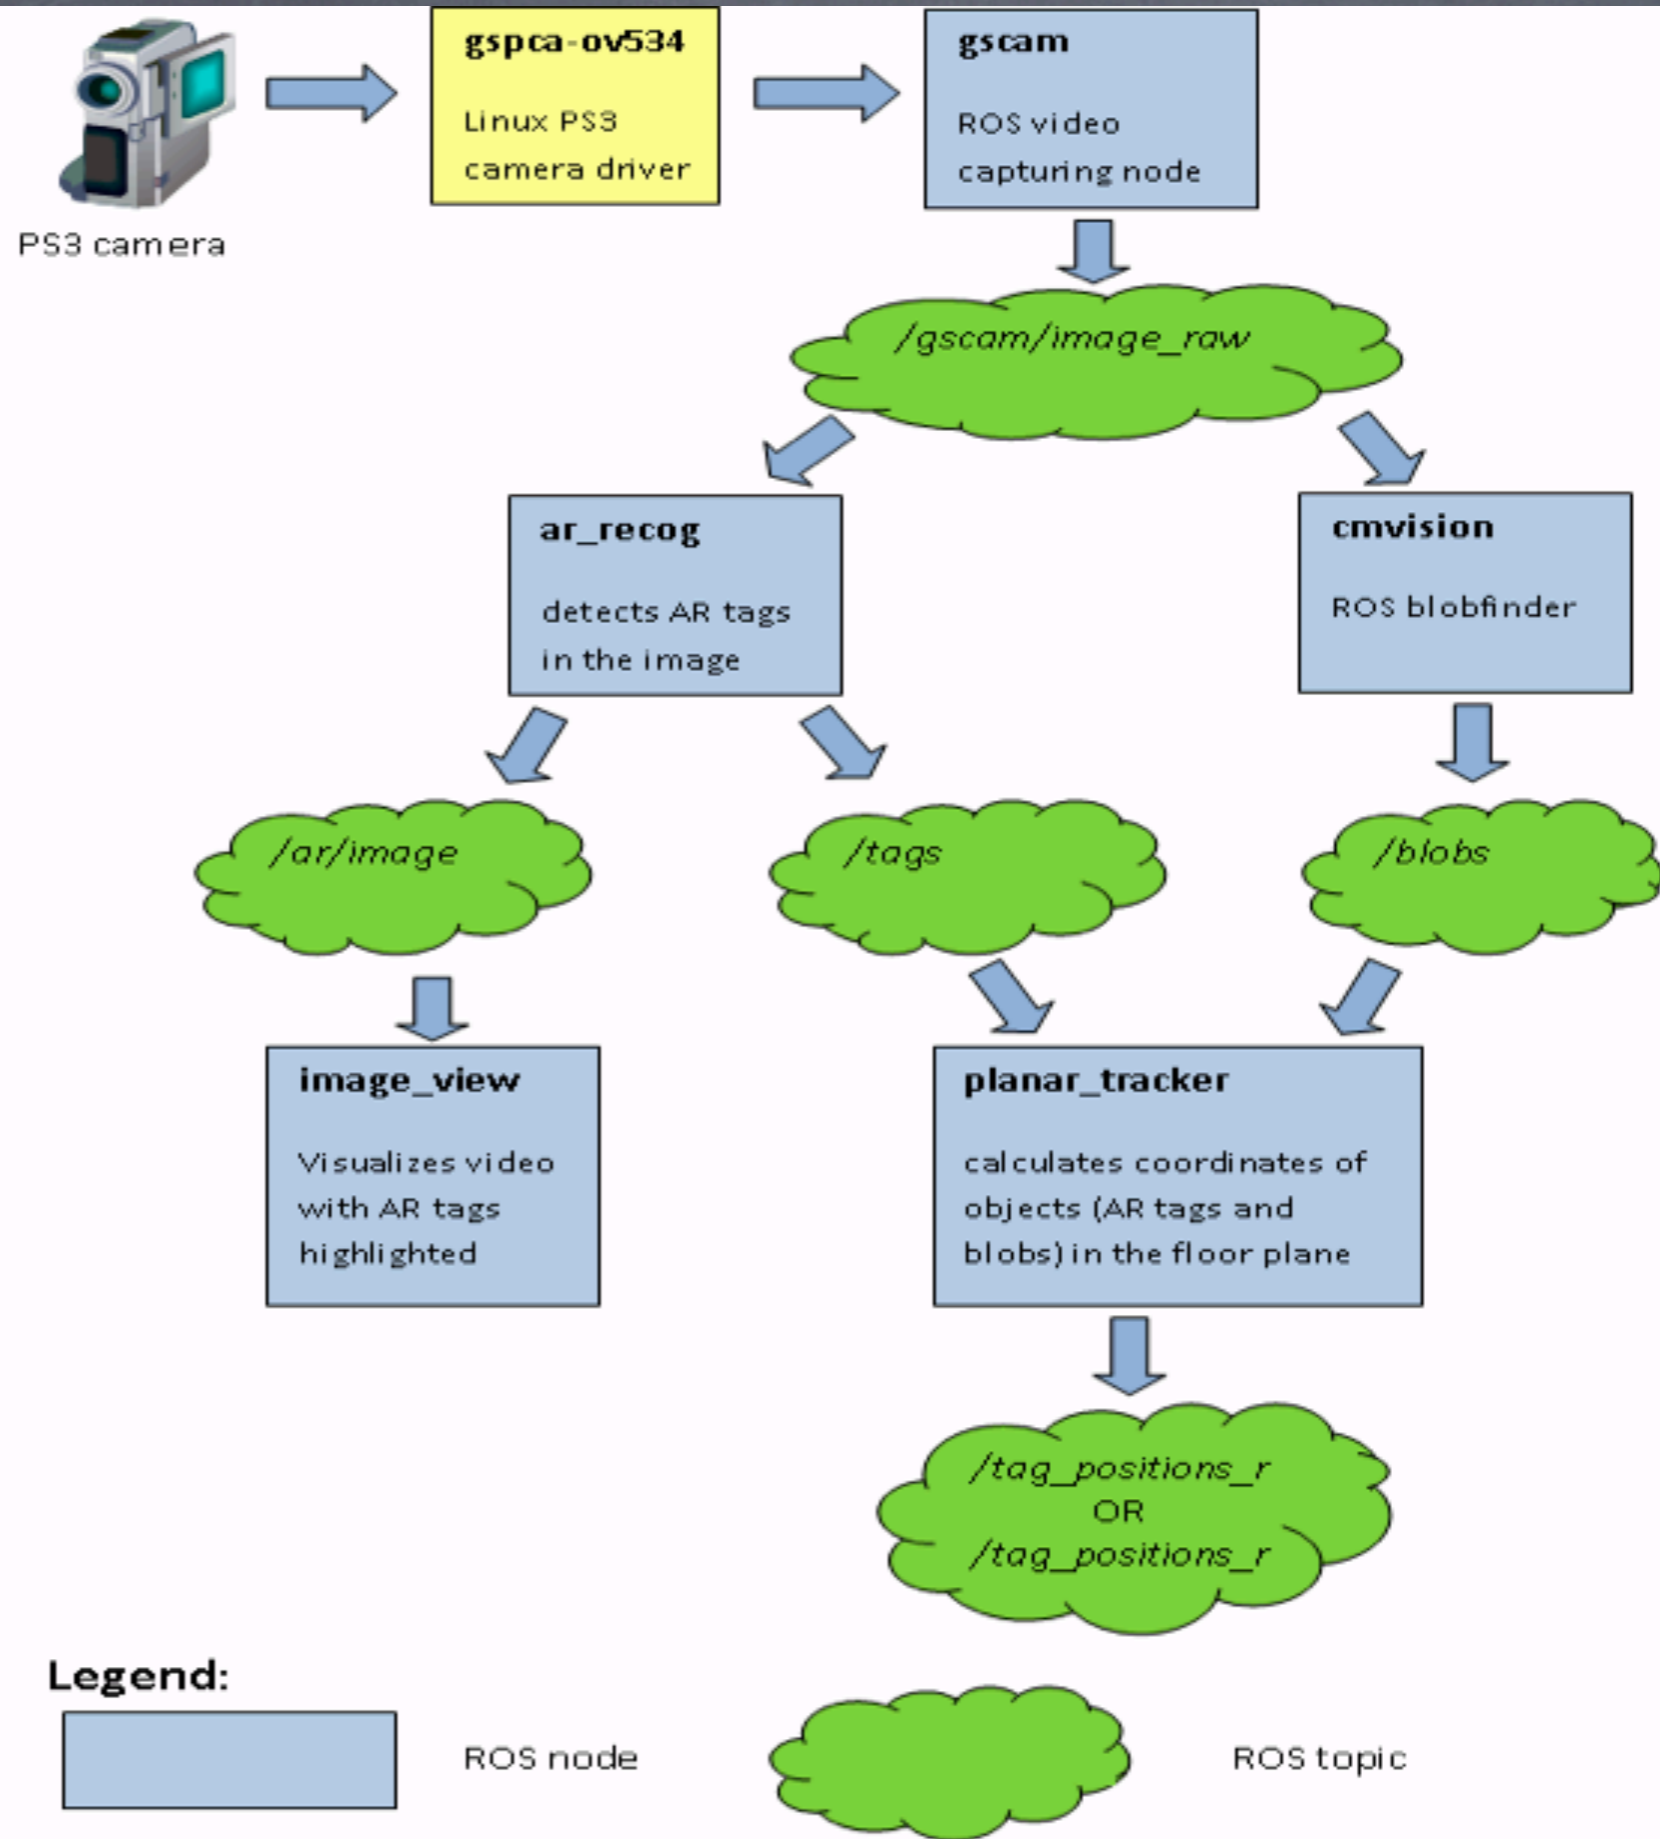 PS3 camera
gspca-ov534
Linux PS3
camera driver
gscam
ROS video
capturing node
/gscam/image_raw
ar_recog
detects AR tags
in the image
cmvision
ROS blobfinder
/ar/image
/tags
/blobs
image_view
Visualizes video
with AR tags
highlighted
planar_tracker
calculates coordinates of
objects (AR tags and
blobs) in the floor plane
/tag_positions_r
OR
/tag_positions_r
Legend:
ROS node
ROS topic